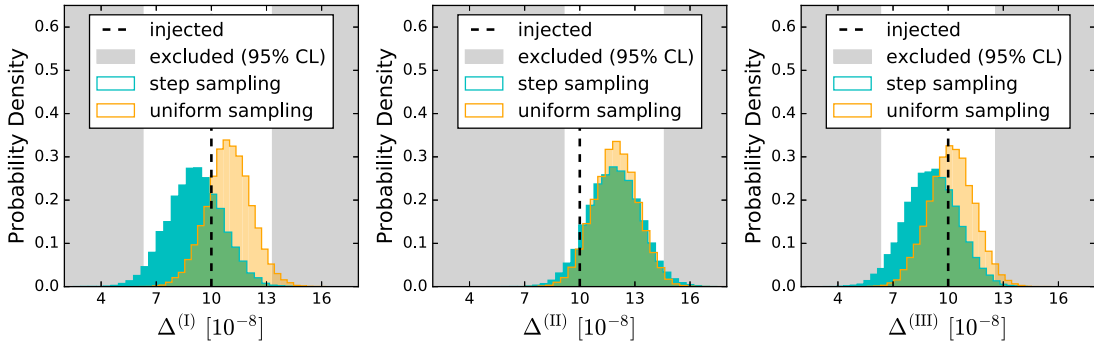 Probability Density
0.6
0.5
0.4
0.3
0.2
0.1
0.0
injected
excluded (95% CL)
step sampling
uniform sampling
4 7 10 13 16
Δ^(I) [10^-8]
Probability Density
0.6
0.5
0.4
0.3
0.2
0.1
0.0
injected
excluded (95% CL)
step sampling
uniform sampling
4 7 10 13 16
Δ^(II) [10^-8]
Probability Density
0.6
0.5
0.4
0.3
0.2
0.1
0.0
injected
excluded (95% CL)
step sampling
uniform sampling
4 7 10 13 16
Δ^(III) [10^-8]